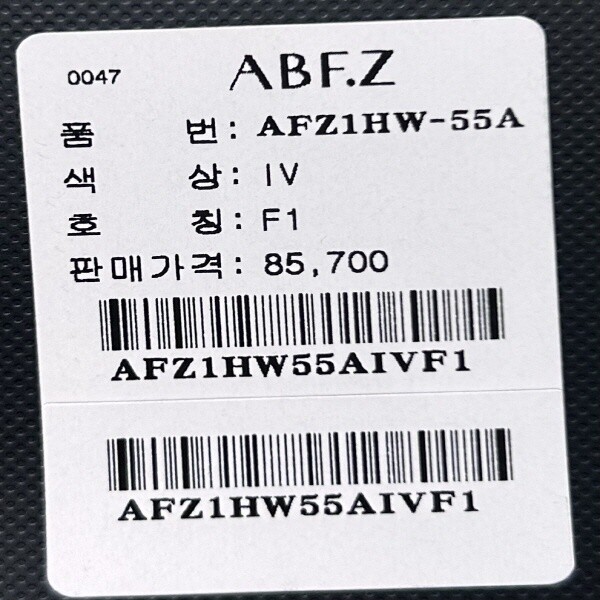 0047 ABF.Z
품 번: AFZ1HW-55A
색 상: IV
호 칭: F1
판매가격: 85,700
AFZ1HW55AIVF1
AFZ1HW55AIVF1